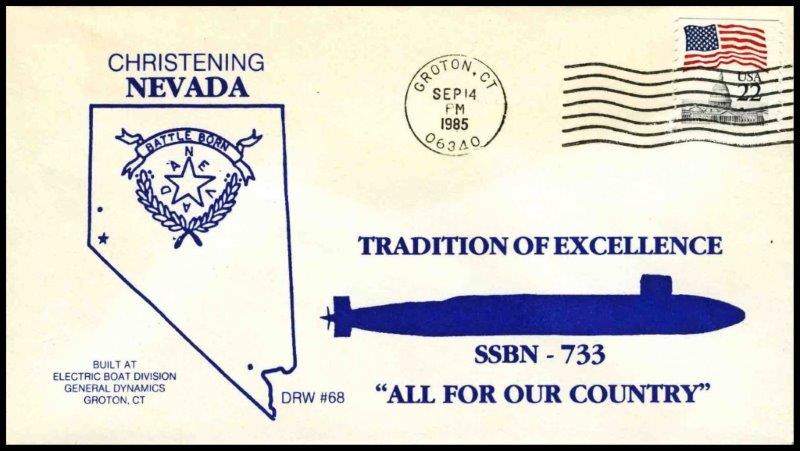 CHRISTENING
NEVADA
BATTLE BORN
NEVADA
BUILT AT
ELECTRIC BOAT DIVISION
GENERAL DYNAMICS
GROTON, CT
DRW #68
GROTON, CT
SEP 14
PM
1985
06340
USA
22
TRADITION OF EXCELLENCE
SSBN - 733
"ALL FOR OUR COUNTRY"